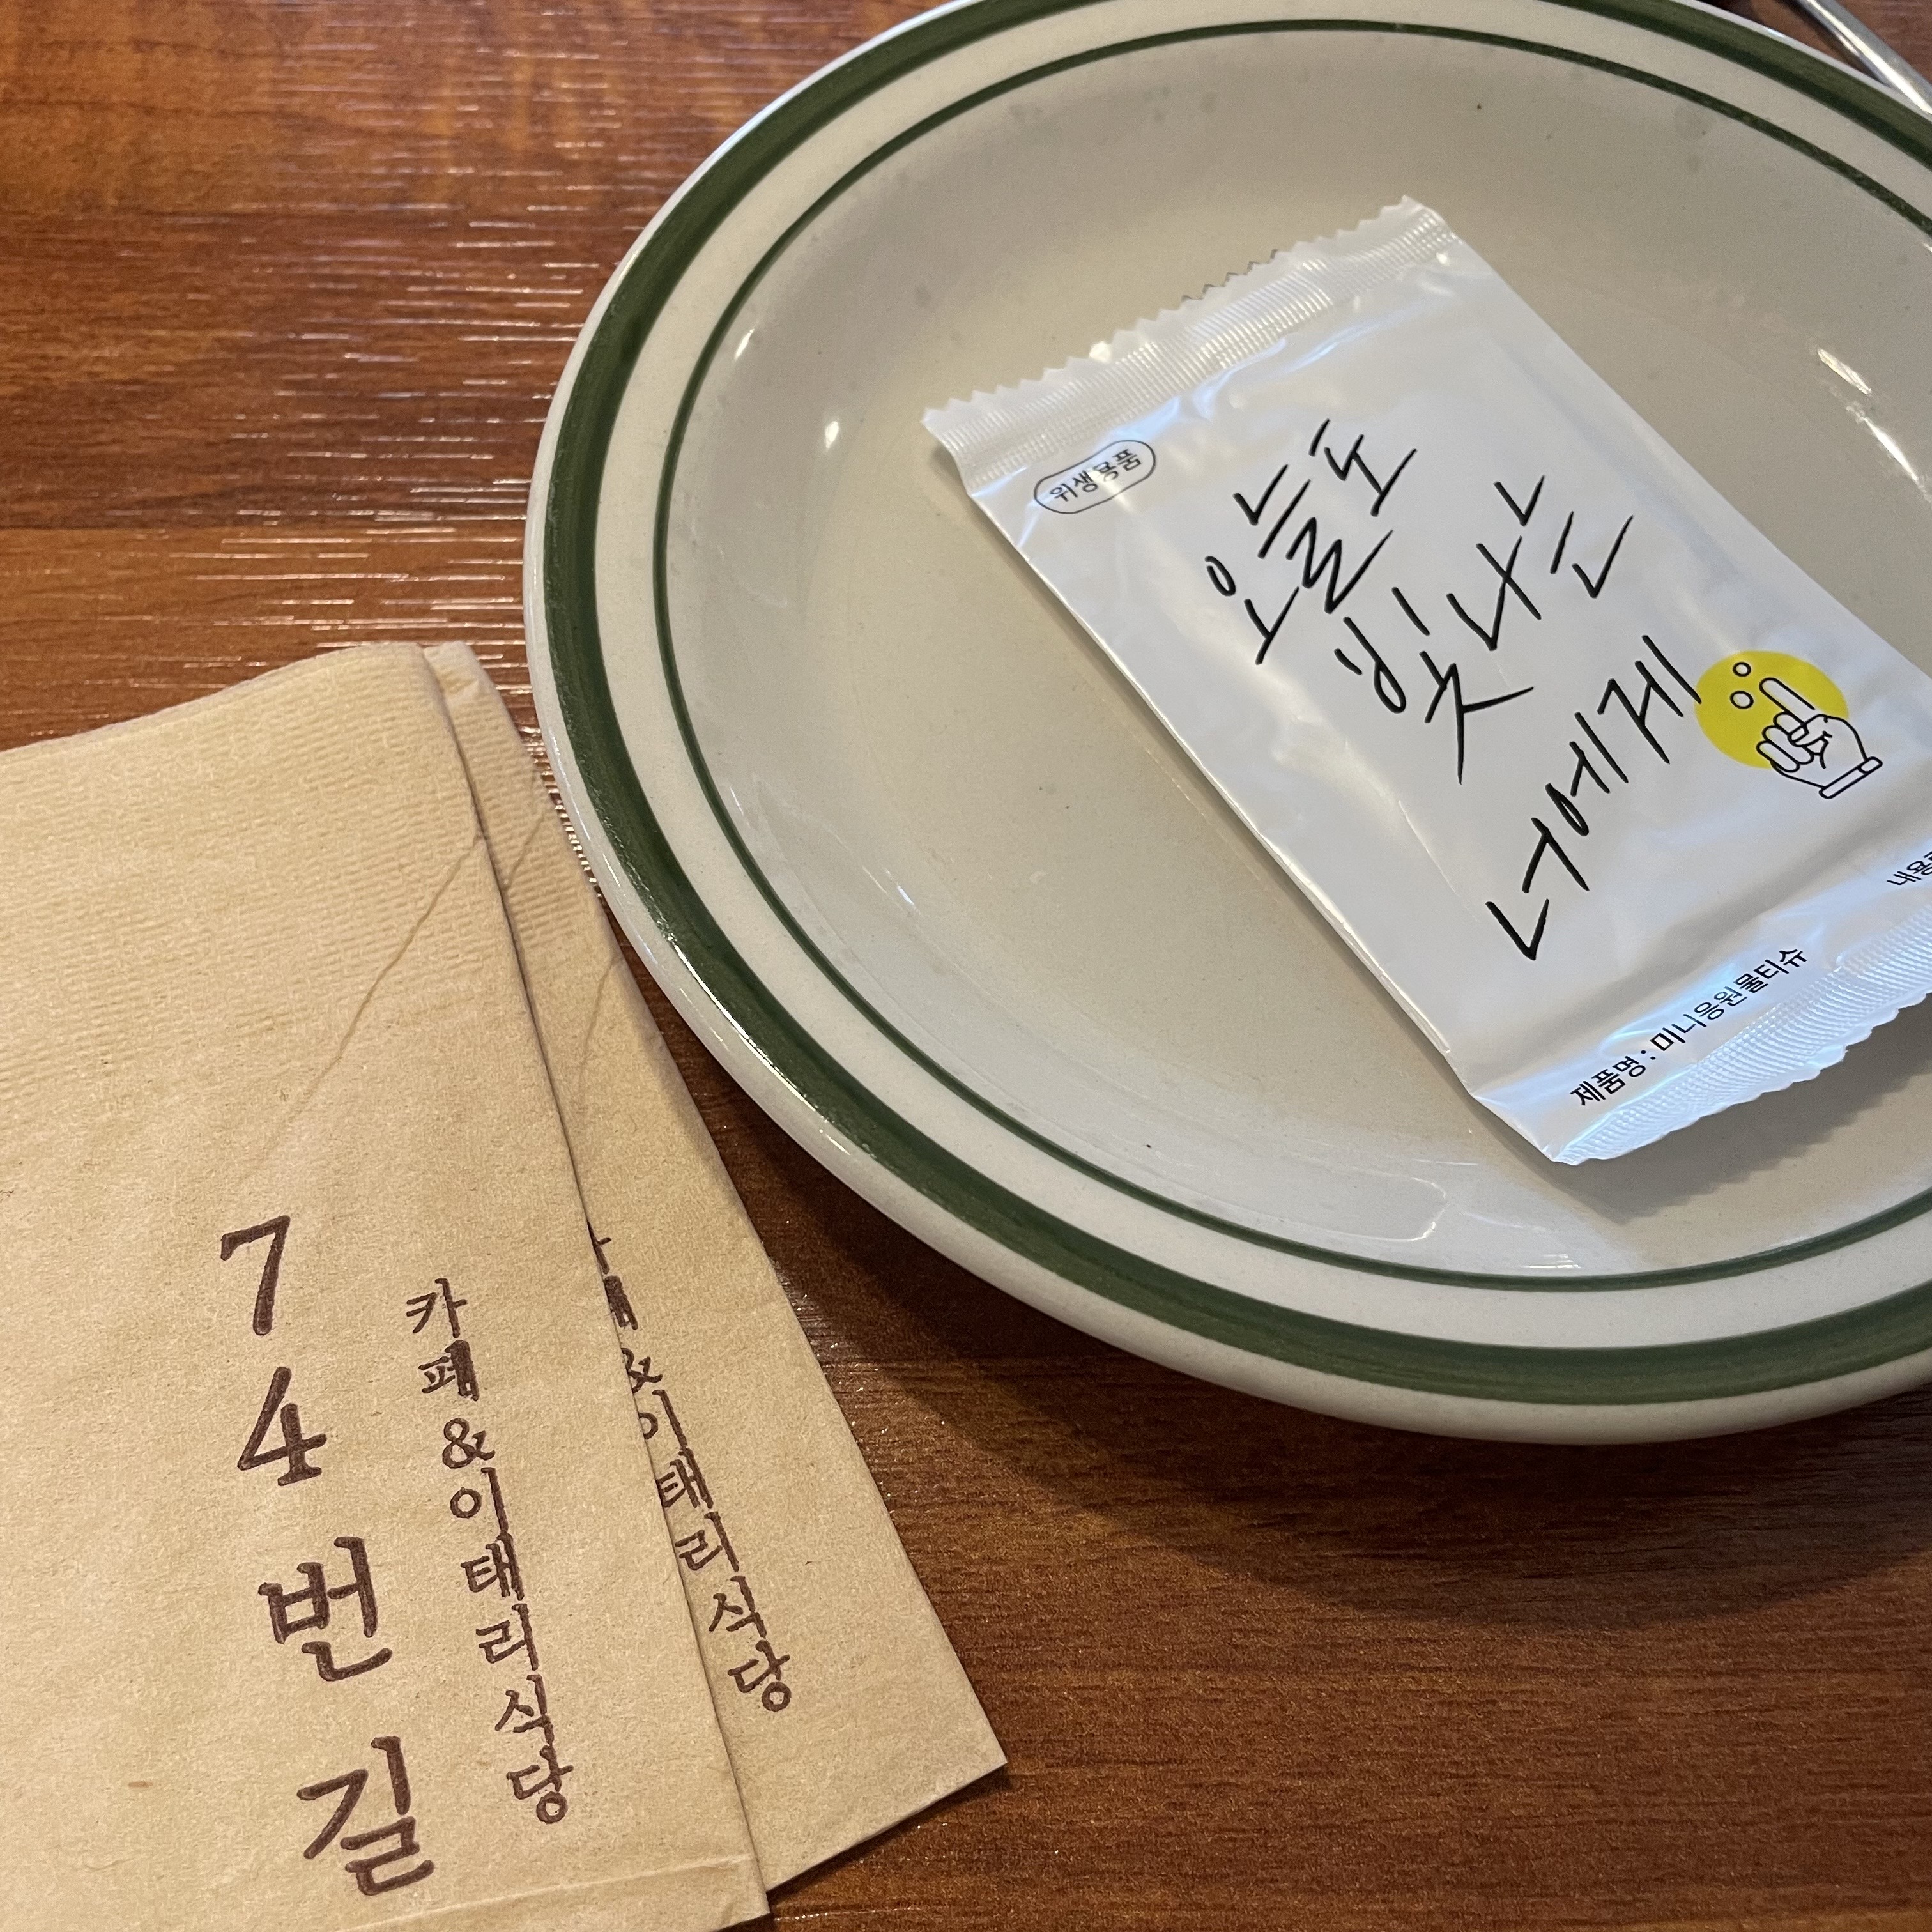 위생용품
오늘도
빛나는
너에게
제품명 : 미니응원물티슈
74번길
카페&이태리식당
&이태리식당